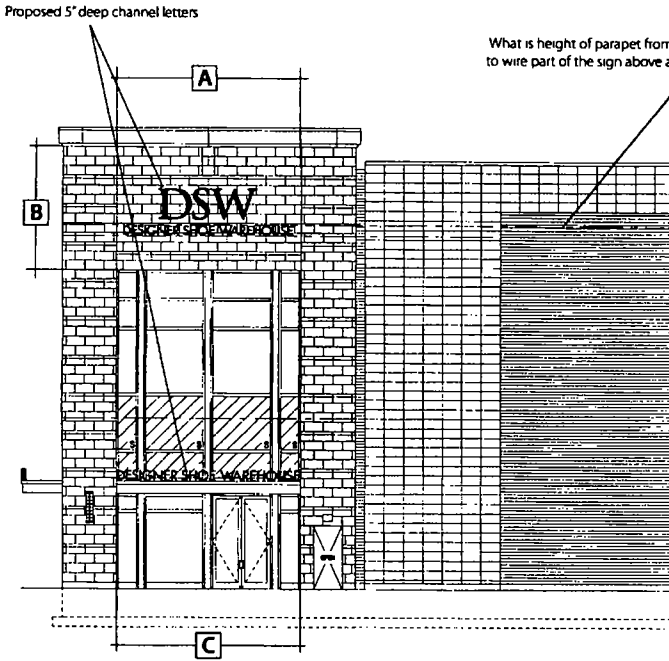 Proposed 5" deep channel letters
What is height of parapet from
to wire part of the sign above a
A
B
DSW
DESIGNER SHOE WAREHOUSE
S S S S
DESIGNER SHOE WAREHOUSE
C